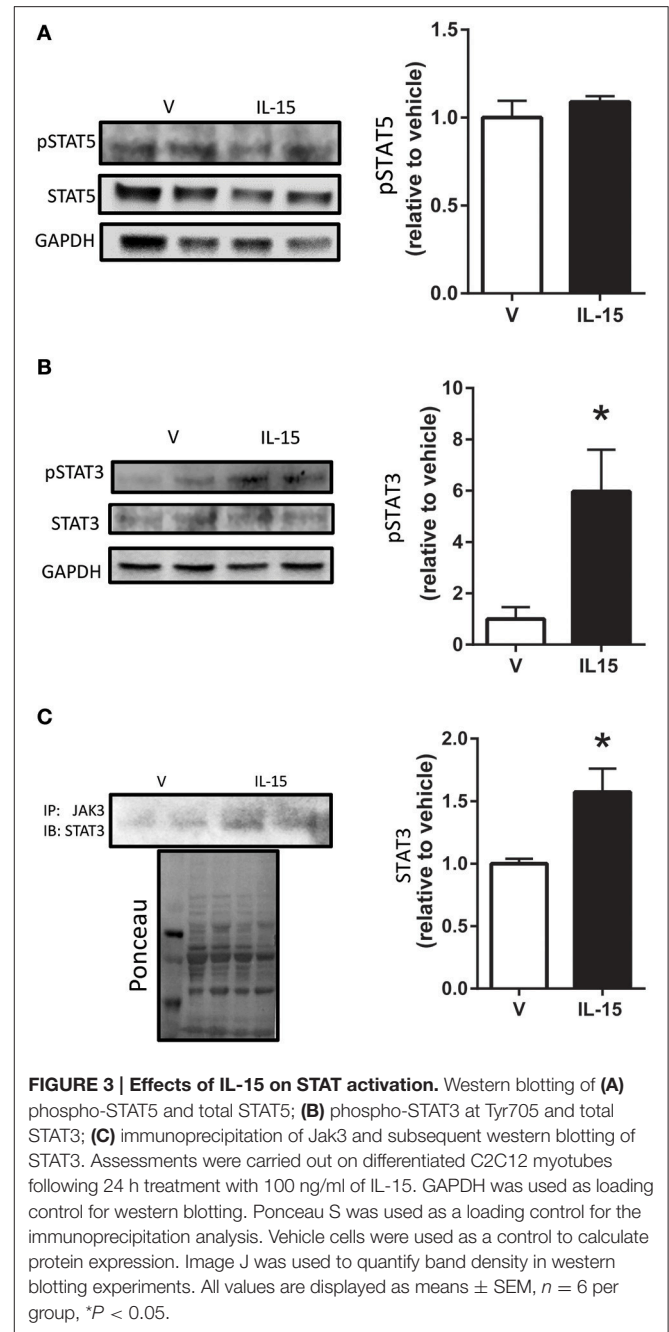 A
V IL-15
pSTAT5
STAT5
GAPDH
pSTAT5
(relative to vehicle)
1.5
1.0
0.5
0.0
V IL-15
B
V IL-15
pSTAT3
STAT3
GAPDH
pSTAT3
(relative to vehicle)
10
8
6
4
2
0
*
V IL15
C
V IL-15
IP: JAK3
IB: STAT3
Ponceau
STAT3
(relative to vehicle)
2.0
1.5
1.0
0.5
0.0
*
V IL-15
FIGURE 3 | Effects of IL-15 on STAT activation. Western blotting of (A)
phospho-STAT5 and total STAT5; (B) phospho-STAT3 at Tyr705 and total
STAT3; (C) immunoprecipitation of Jak3 and subsequent western blotting of
STAT3. Assessments were carried out on differentiated C2C12 myotubes
following 24 h treatment with 100 ng/ml of IL-15. GAPDH was used as loading
control for western blotting. Ponceau S was used as a loading control for the
immunoprecipitation analysis. Vehicle cells were used as a control to calculate
protein expression. Image J was used to quantify band density in western
blotting experiments. All values are displayed as means ± SEM, n = 6 per
group, *P < 0.05.